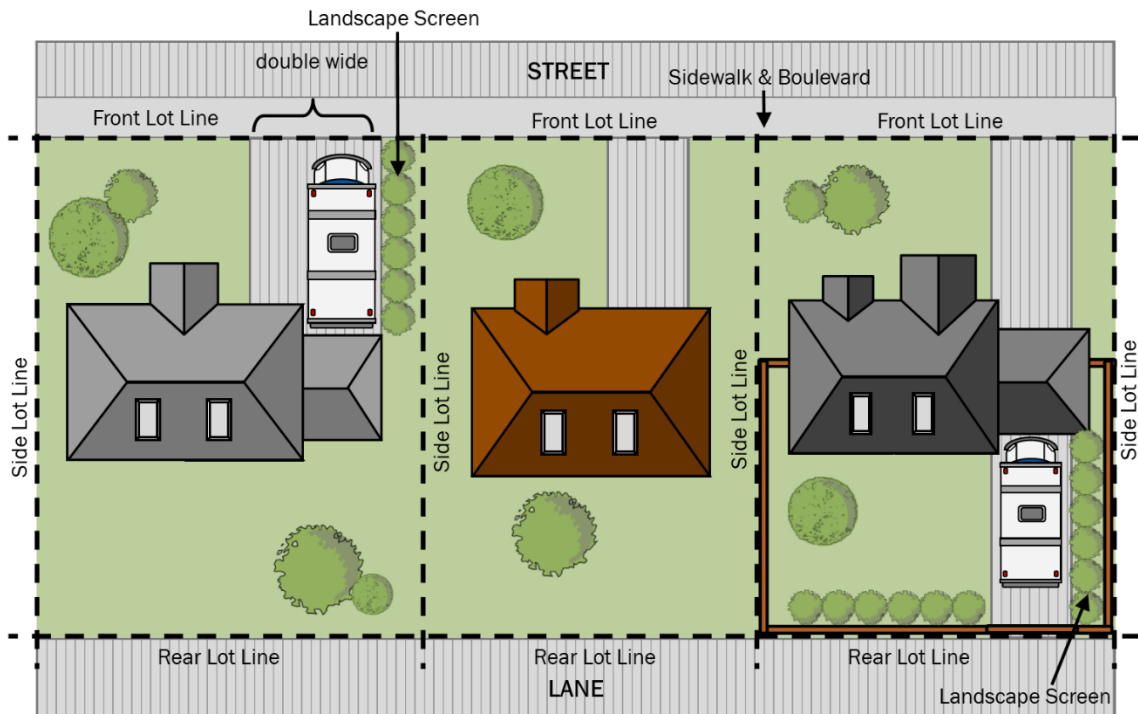 Landscape Screen
double wide
STREET
Sidewalk & Boulevard
Front Lot Line
Front Lot Line
Front Lot Line
Side Lot Line
Side Lot Line
Side Lot Line
Side Lot Line
Rear Lot Line
Rear Lot Line
Rear Lot Line
LANE
Landscape Screen